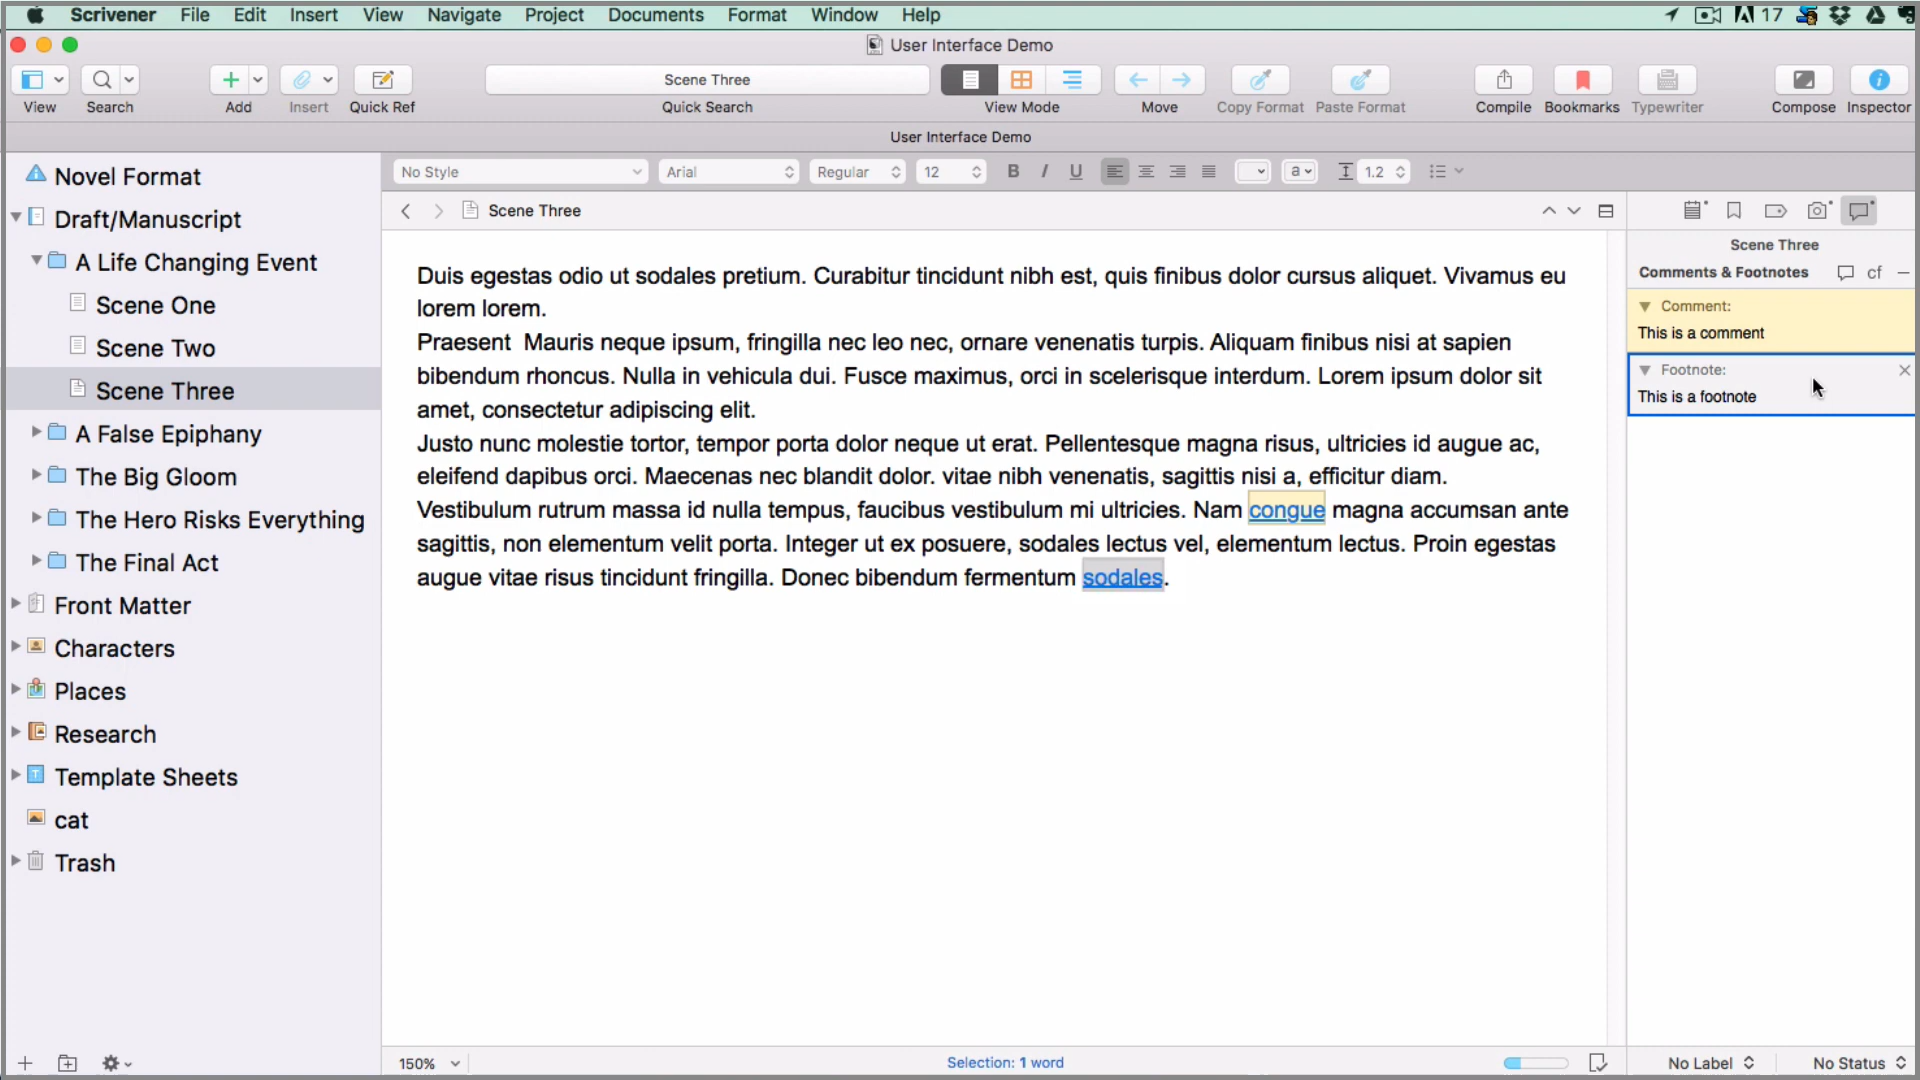 Scrivener File Edit Insert View Navigate Project Documents Format Window Help 17
User Interface Demo
Scene Three
View Search Add Insert Quick Ref Quick Search View Mode Move Copy Format Paste Format Compile Bookmarks Typewriter Compose Inspector
User Interface Demo
No Style Arial Regular 12 B I U a 1.2
Novel Format
Draft/Manuscript
A Life Changing Event
Scene One
Scene Two
Scene Three
A False Epiphany
The Big Gloom
The Hero Risks Everything
The Final Act
Front Matter
Characters
Places
Research
Template Sheets
cat
Trash
Scene Three
Duis egestas odio ut sodales pretium. Curabitur tincidunt nibh est, quis finibus dolor cursus aliquet. Vivamus eu
lorem lorem.
Praesent  Mauris neque ipsum, fringilla nec leo nec, ornare venenatis turpis. Aliquam finibus nisi at sapien
bibendum rhoncus. Nulla in vehicula dui. Fusce maximus, orci in scelerisque interdum. Lorem ipsum dolor sit
amet, consectetur adipiscing elit.
Justo nunc molestie tortor, tempor porta dolor neque ut erat. Pellentesque magna risus, ultricies id augue ac,
eleifend dapibus orci. Maecenas nec blandit dolor. vitae nibh venenatis, sagittis nisi a, efficitur diam.
Vestibulum rutrum massa id nulla tempus, faucibus vestibulum mi ultricies. Nam congue magna accumsan ante
sagittis, non elementum velit porta. Integer ut ex posuere, sodales lectus vel, elementum lectus. Proin egestas
augue vitae risus tincidunt fringilla. Donec bibendum fermentum sodales.
Scene Three
Comments & Footnotes cf
Comment:
This is a comment
Footnote:
This is a footnote
150% Selection: 1 word No Label No Status